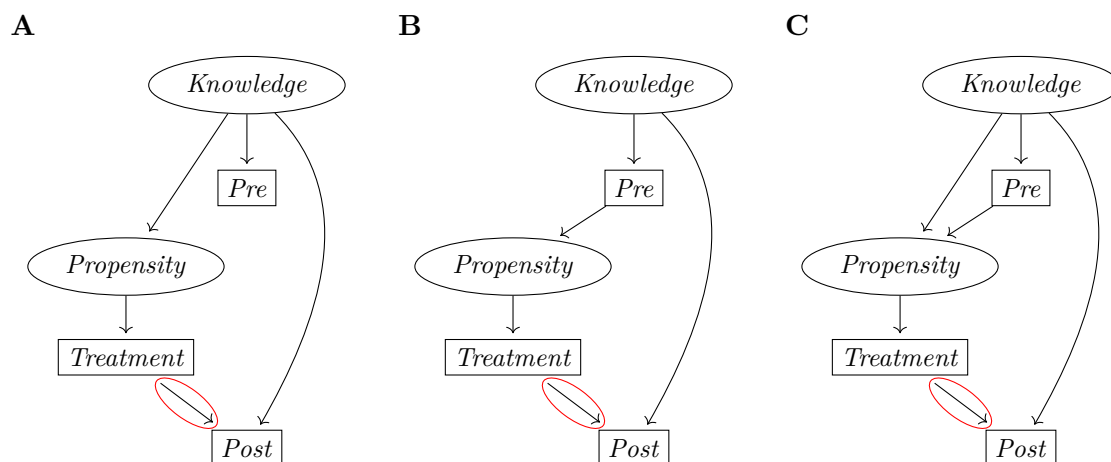 A B C
Knowledge Knowledge Knowledge
Pre Pre Pre
Propensity Propensity Propensity
Treatment Treatment Treatment
Post Post Post